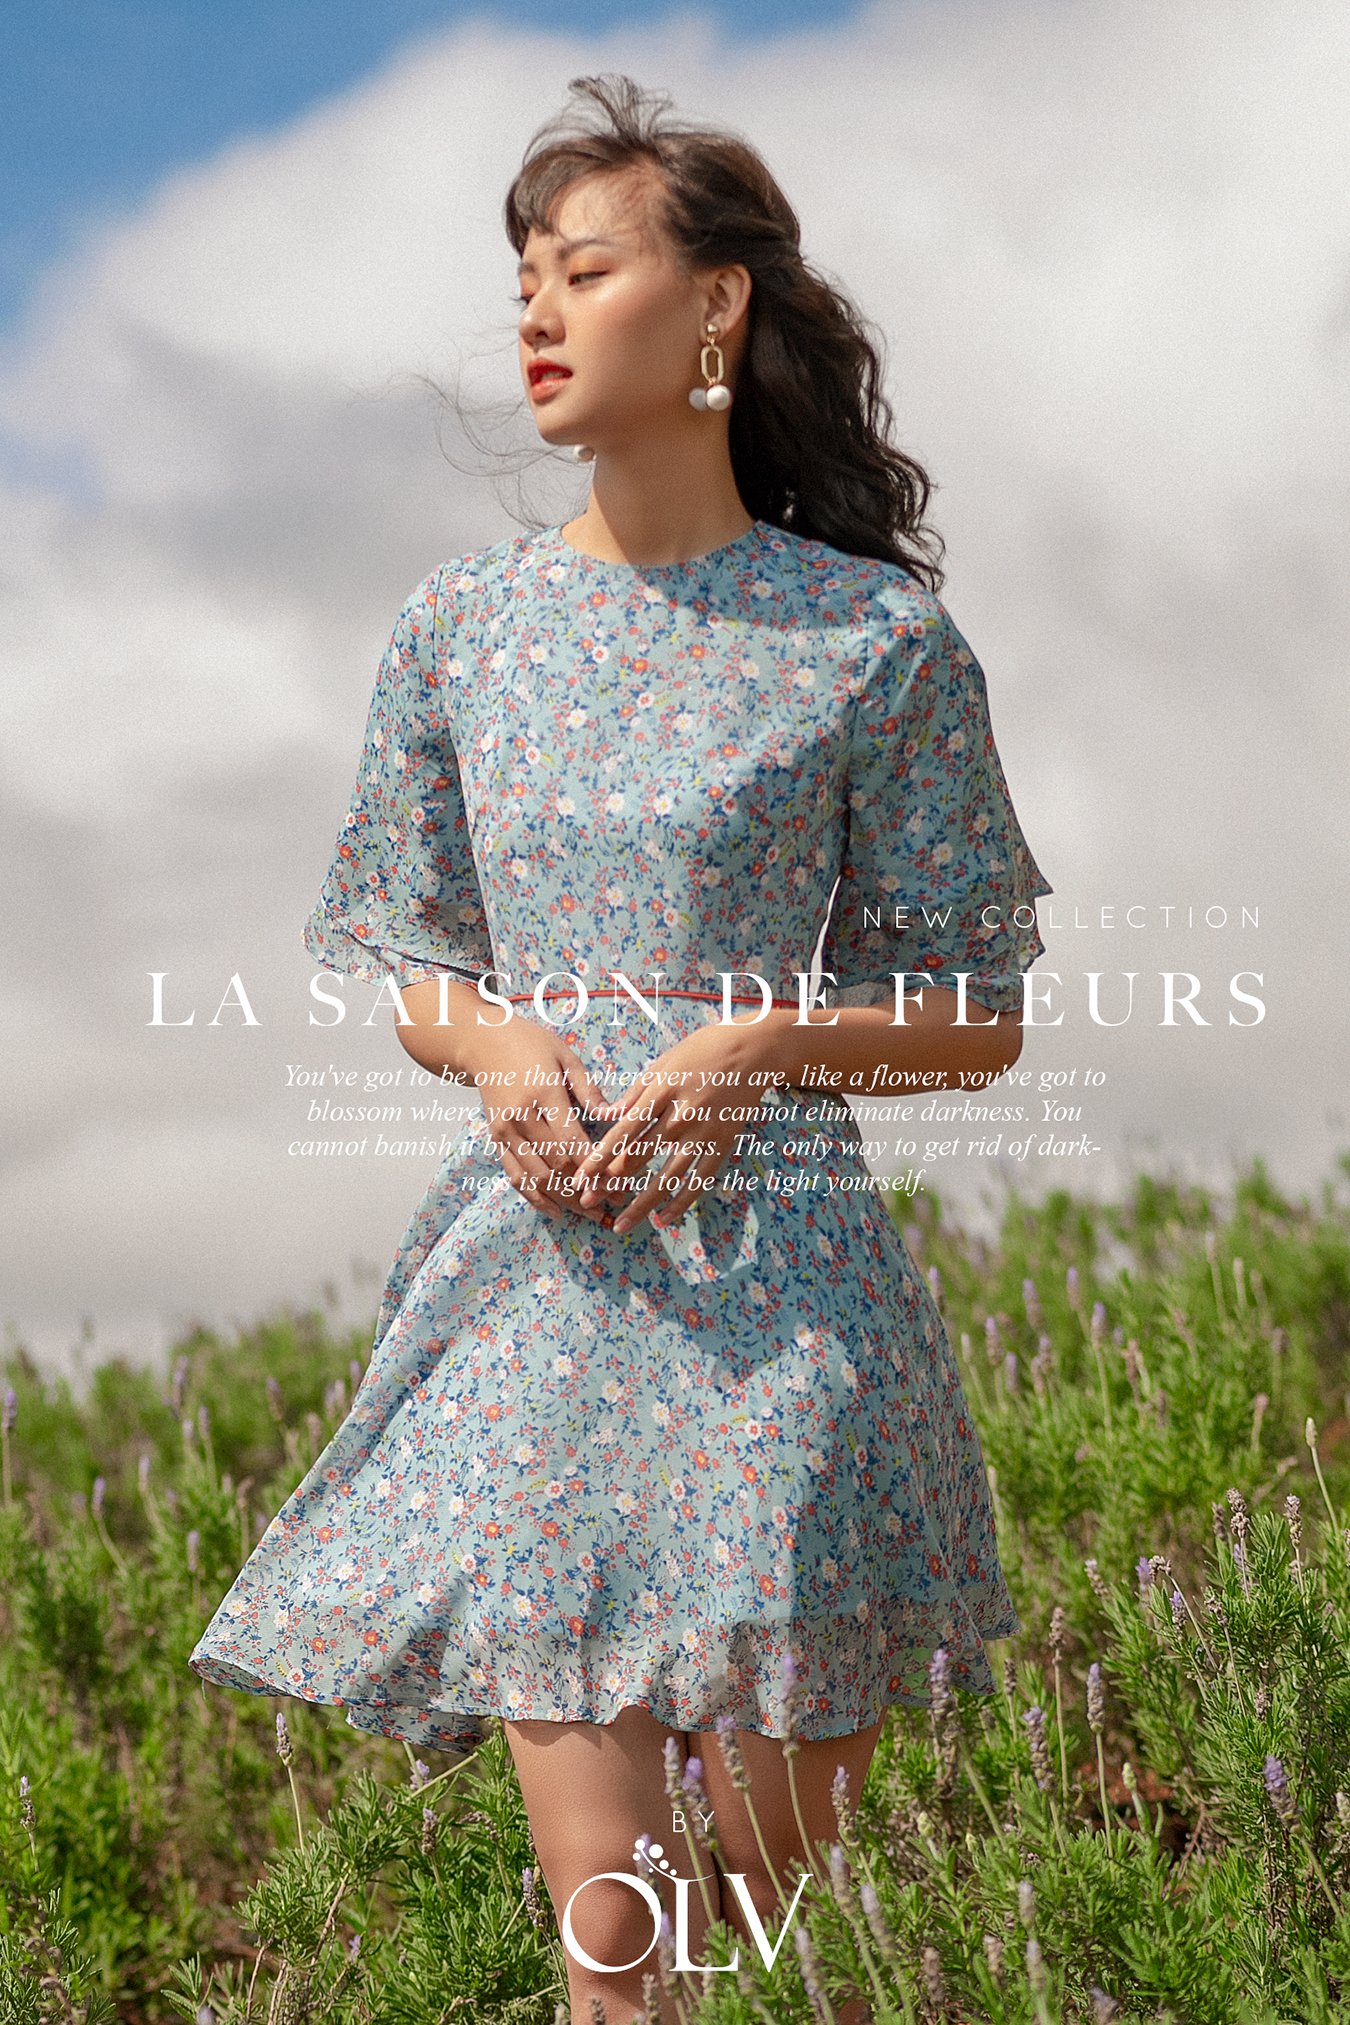 NEW COLLECTION
LA SAISON DE FLEURS
You've got to be one that, wherever you are, like a flower, you've got to
blossom where you're planted. You cannot eliminate darkness. You
cannot banish it by cursing darkness. The only way to get rid of dark-
ness is light and to be the light yourself.
BY
OLV